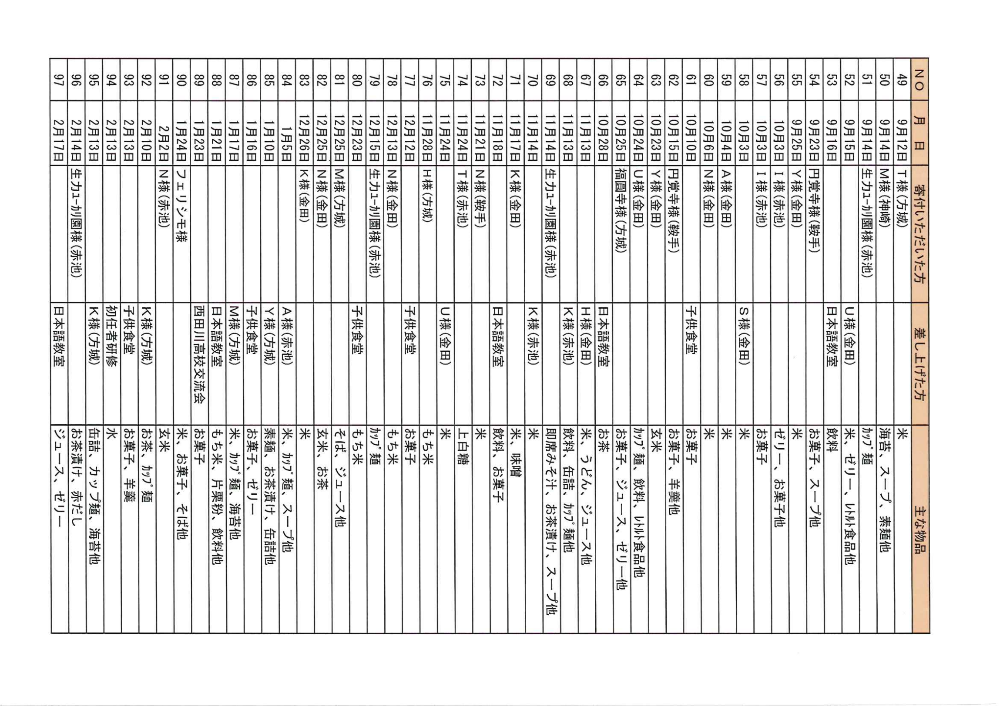 NO 月 日 寄付いただいた方 差し上げた方 主な物品
49 9月12日 T様(方城) 米
50 9月14日 M様(神崎) 海苔、スープ、素麺他
51 9月14日 生力ﾕｰｶﾘ園様(赤池) ｶｯﾌﾟ麺
52 9月15日 U様(金田) 米、ゼリー、ﾚﾄﾙﾄ食品他
53 9月16日 日本語教室 飲料
54 9月23日 円覚寺様(鞍手) お菓子、スープ他
55 9月25日 Y様(金田) 米
56 10月3日 I様(赤池) ゼリー、お菓子他
57 10月3日 I様(赤池) お菓子
58 10月3日 S様(金田) 米
59 10月4日 A様(金田) 米
60 10月6日 N様(金田) 米
61 10月10日 子供食堂 お菓子
62 10月15日 円覚寺様(鞍手) お菓子、羊羹他
63 10月23日 Y様(金田) 玄米
64 10月24日 U様(金田) ｶｯﾌﾟ麺、飲料、ﾚﾄﾙﾄ食品他
65 10月25日 福圓寺様(方城) お菓子、ジュース、ゼリー他
66 10月28日 日本語教室 お茶
67 11月13日 H様(金田) 米、うどん、ジュース他
68 11月13日 K様(赤池) 飲料、缶詰、ｶｯﾌﾟ麺他
69 11月14日 生力ﾕｰｶﾘ園様(赤池) 即席みそ汁、お茶漬け、スープ他
70 11月14日 K様(赤池) 米
71 11月17日 K様(金田) 米、味噌
72 11月18日 日本語教室 飲料、お菓子
73 11月21日 N様(鞍手) 米
74 11月24日 T様(赤池) 上白糖
75 11月24日 U様(金田) 米
76 11月28日 H様(方城) もち米
77 12月12日 子供食堂 お菓子
78 12月13日 N様(金田) もち米
79 12月15日 生力ﾕｰｶﾘ園様(赤池) ｶｯﾌﾟ麺
80 12月23日 子供食堂 もち米
81 12月25日 M様(方城) そば、ジュース他
82 12月25日 N様(金田) 玄米、お茶
83 12月26日 K様(金田) 米
84 1月5日 A様(赤池) 米、ｶｯﾌﾟ麺、スープ他
85 1月10日 Y様(方城) 素麺、お茶漬け、缶詰他
86 1月16日 子供食堂 お菓子、ゼリー
87 1月17日 M様(方城) 米、ｶｯﾌﾟ麺、海苔他
88 1月21日 日本語教室 もち米、片栗粉、飲料他
89 1月23日 西田川高校交流会 お菓子
90 1月24日 フェリシモ様 米、お菓子、そば他
91 2月2日 N様(赤池) 玄米
92 2月10日 K様(方城) お茶、ｶｯﾌﾟ麺
93 2月13日 子供食堂 お菓子、羊羹
94 2月13日 初任者研修 水
95 2月13日 K様(方城) 缶詰、カップ麺、海苔他
96 2月14日 生力ﾕｰｶﾘ園様(赤池) お茶漬け、赤だし
97 2月17日 日本語教室 ジュース、ゼリー